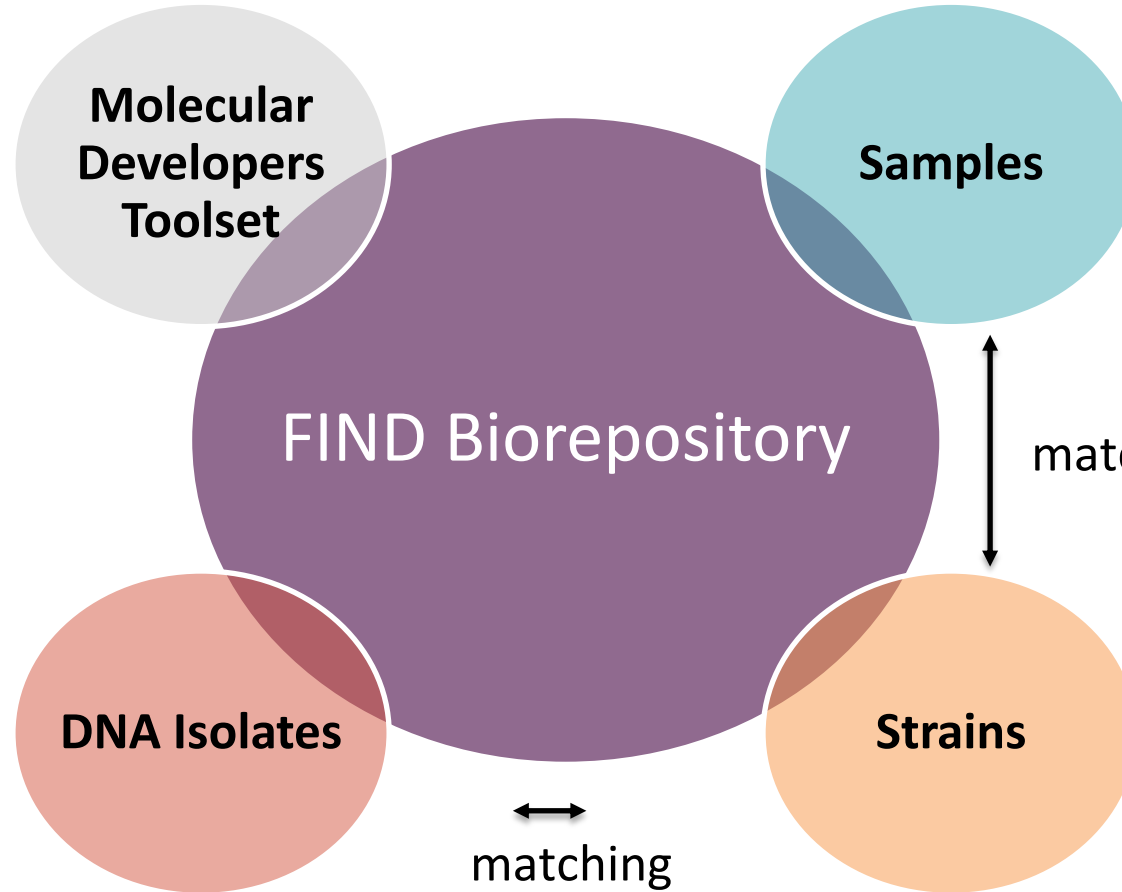 Molecular
Developers
Toolset
Samples
FIND Biorepository
DNA Isolates
Strains
matching